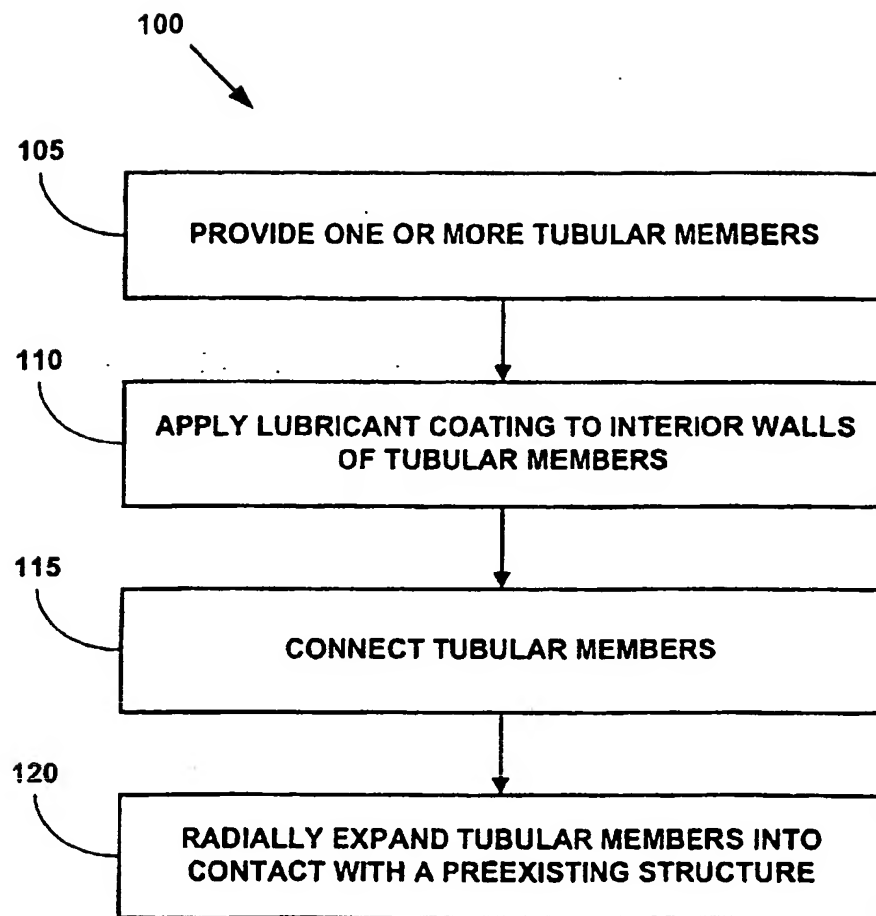 100
105
PROVIDE ONE OR MORE TUBULAR MEMBERS
110
APPLY LUBRICANT COATING TO INTERIOR WALLS
OF TUBULAR MEMBERS
115
CONNECT TUBULAR MEMBERS
120
RADIALLY EXPAND TUBULAR MEMBERS INTO
CONTACT WITH A PREEXISTING STRUCTURE